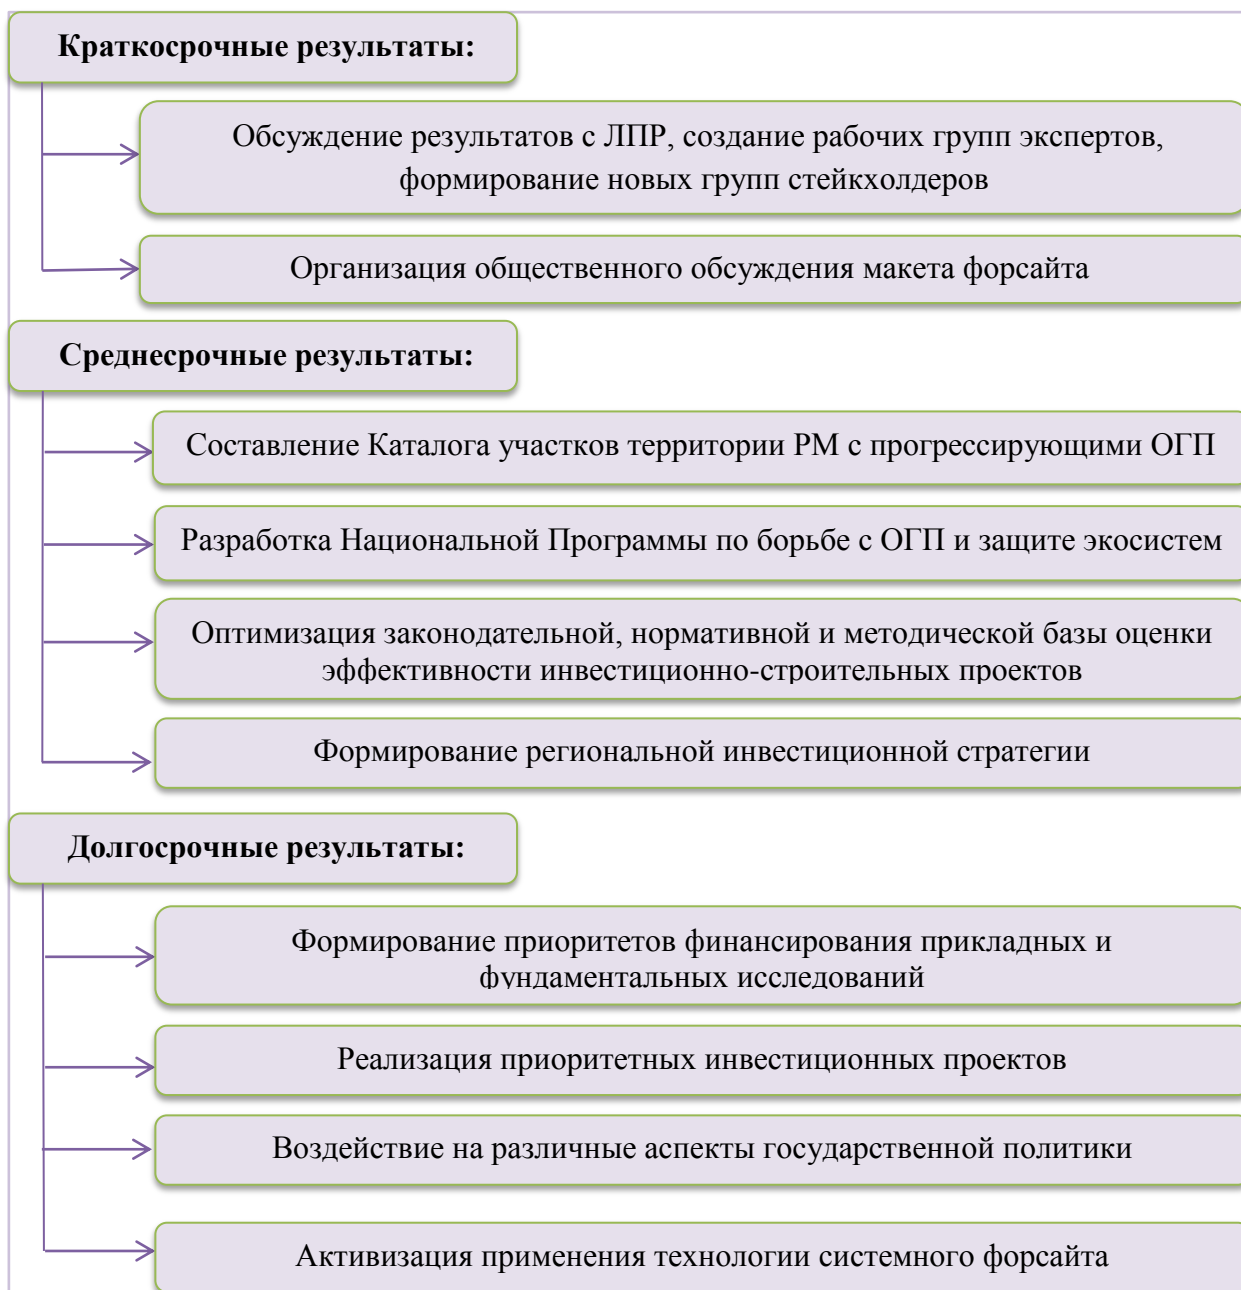 Краткосрочные результаты:
Обсуждение результатов с ЛПР, создание рабочих групп экспертов,
формирование новых групп стейкхолдеров
Организация общественного обсуждения макета форсайта
Среднесрочные результаты:
Составление Каталога участков территории РМ с прогрессирующими ОГП
Разработка Национальной Программы по борьбе с ОГП и защите экосистем
Оптимизация законодательной, нормативной и методической базы оценки
эффективности инвестиционно-строительных проектов
Формирование региональной инвестиционной стратегии
Долгосрочные результаты:
Формирование приоритетов финансирования прикладных и
фундаментальных исследований
Реализация приоритетных инвестиционных проектов
Воздействие на различные аспекты государственной политики
Активизация применения технологии системного форсайта